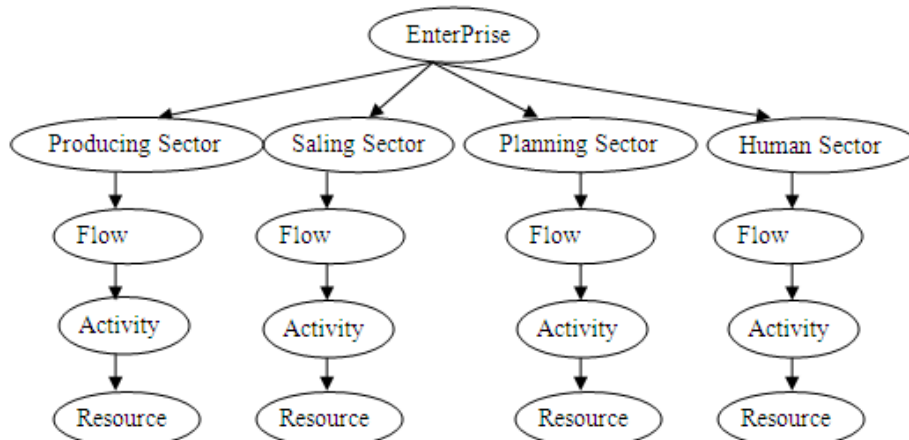 EnterPrise
Producing Sector Saling Sector Planning Sector Human Sector
Flow Flow Flow Flow
Activity Activity Activity Activity
Resource Resource Resource Resource